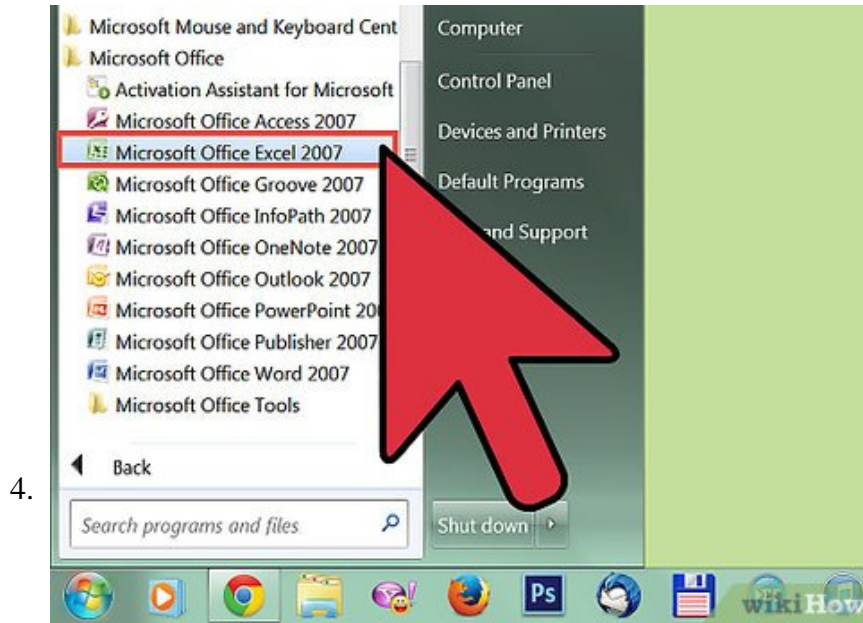 Microsoft Mouse and Keyboard Cent
Microsoft Office
Activation Assistant for Microsoft
Microsoft Office Access 2007
Microsoft Office Excel 2007
Microsoft Office Groove 2007
Microsoft Office InfoPath 2007
Microsoft Office OneNote 2007
Microsoft Office Outlook 2007
Microsoft Office PowerPoint 20
Microsoft Office Publisher 2007
Microsoft Office Word 2007
Microsoft Office Tools
Back
Search programs and files
Computer
Control Panel
Devices and Printers
Default Programs
and Support
Shut down
4.
Ps
wikiHow